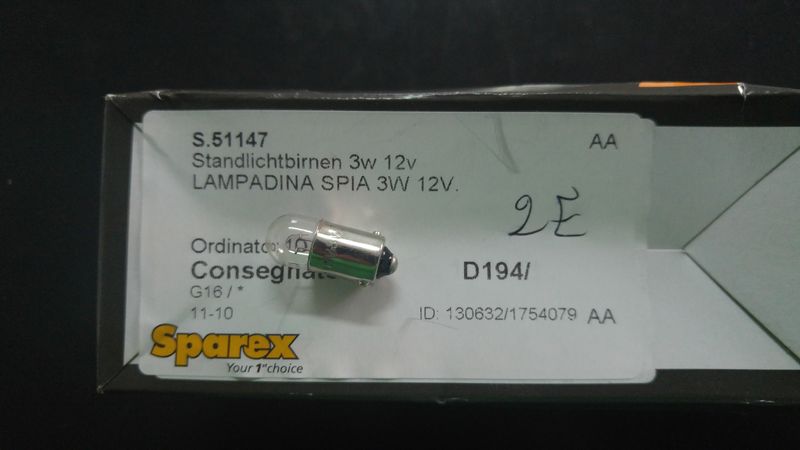 S.51147 AA
Standlichtbirnen 3w 12v
LAMPADINA SPIA 3W 12V.
2E
10
D194/
G16 / *
11-10 ID: 130632/1754079 AA
Sparex
Your 1st choice